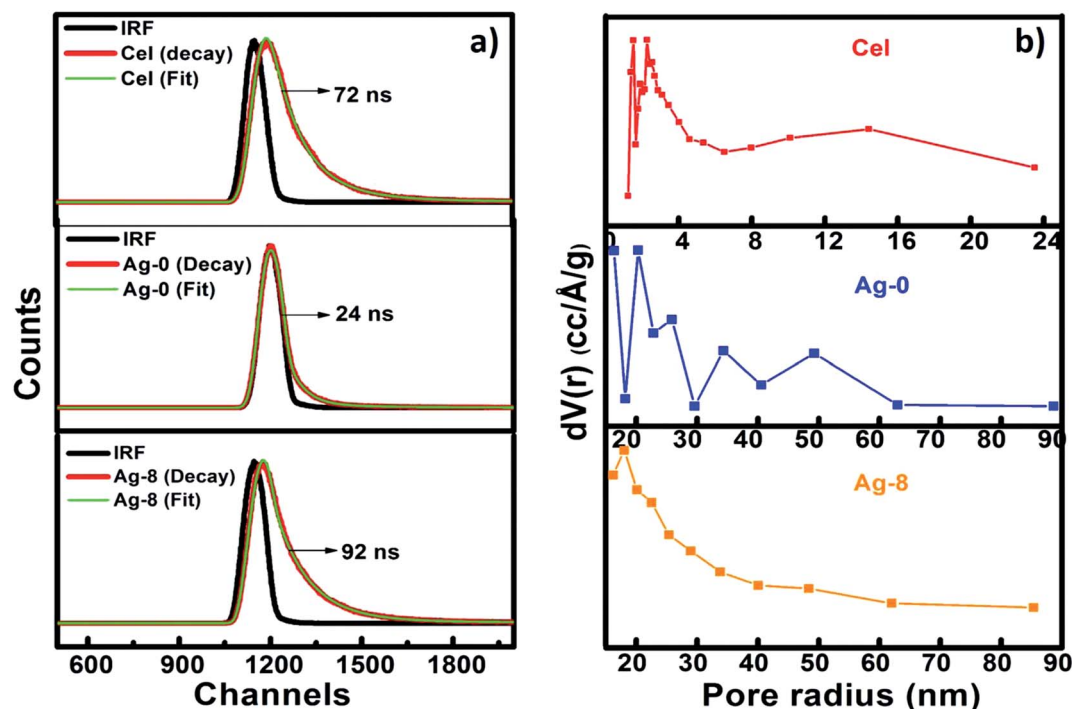 a)
IRF
Cel (decay)
Cel (Fit)
72 ns
IRF
Ag-0 (Decay)
Ag-0 (Fit)
24 ns
IRF
Ag-8 (Decay)
Ag-8 (Fit)
92 ns
Counts
600 900 1200 1500 1800
Channels
b)
Cel
0 4 8 12 16 20 24
Ag-0
20 30 40 50 60 70 80 90
Ag-8
20 30 40 50 60 70 80 90
dV(r) (cc/Å/g)
Pore radius (nm)